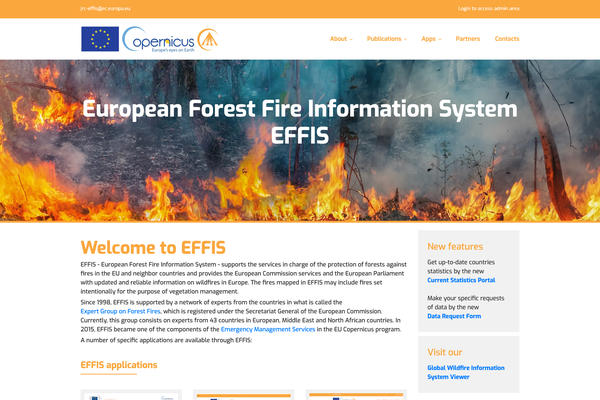 jrc-effis@ec.europa.eu
Login to access admin area
opernicus
Europe's eyes on Earth
About
Publications
Apps
Partners
Contacts
European Forest Fire Information System
EFFIS
Welcome to EFFIS
EFFIS - European Forest Fire Information System - supports the services in charge of the protection of forests against
fires in the EU and neighbor countries and provides the European Commission services and the European Parliament
with updated and reliable information on wildfires in Europe. The fires mapped in EFFIS may include fires set
intentionally for the purpose of vegetation management.
Since 1998, EFFIS is supported by a network of experts from the countries in what is called the
Expert Group on Forest Fires, which is registered under the Secretariat General of the European Commission.
Currently, this group consists on experts from 43 countries in European, Middle East and North African countries. In
2015, EFFIS became one of the components of the Emergency Management Services in the EU Copernicus program.
A number of specific applications are available through EFFIS:
EFFIS applications
New features
Get up-to-date countries
statistics by the new
Current Statistics Portal
Make your specific requests
of data by the new
Data Request Form
Visit our
Global Wildfire Information
System Viewer